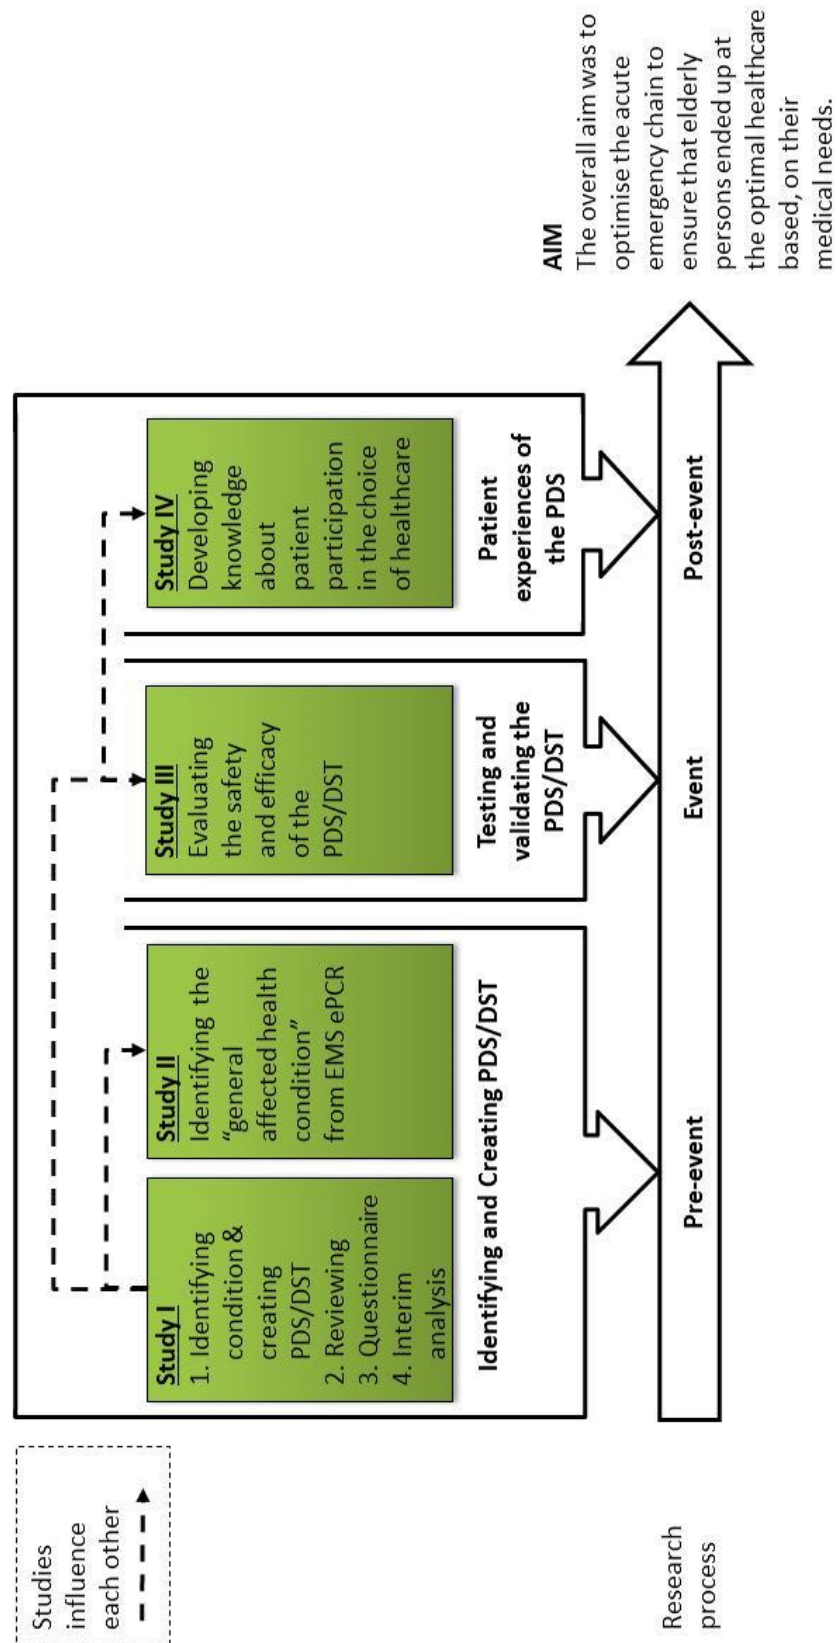 Studies
influence
each other
Study I
1. Identifying
condition &
creating
PDS/DST
2. Reviewing
3. Questionnaire
4. Interim
analysis
Study II
Identifying the
“general
affected health
condition”
from EMS ePCR
Identifying and Creating PDS/DST
Study III
Evaluating
the safety
and efficacy
of the
PDS/DST
Testing and
validating the
PDS/DST
Study IV
Developing
knowledge
about
patient
participation
in the choice
of healthcare
Patient
experiences of
the PDS
Research
process
Pre-event
Event
Post-event
AIM
The overall aim was to
optimise the acute
emergency chain to
ensure that elderly
persons ended up at
the optimal healthcare
based, on their
medical needs.